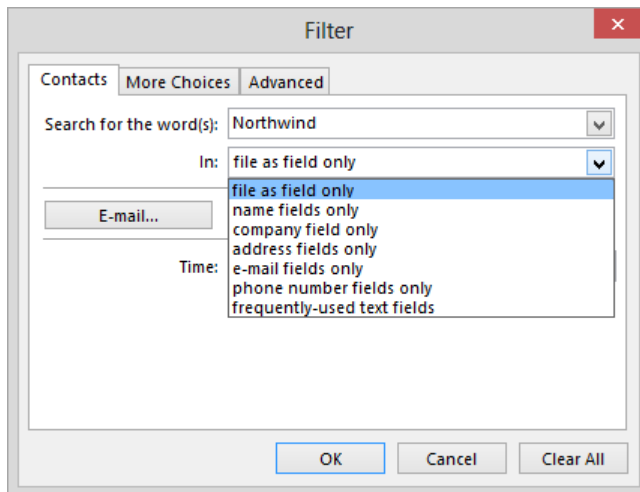 Filter
Contacts More Choices Advanced
Search for the word(s): Northwind
In: file as field only
file as field only
name fields only
E-mail... company field only
address fields only
Time: e-mail fields only
phone number fields only
frequently-used text fields
OK Cancel Clear All